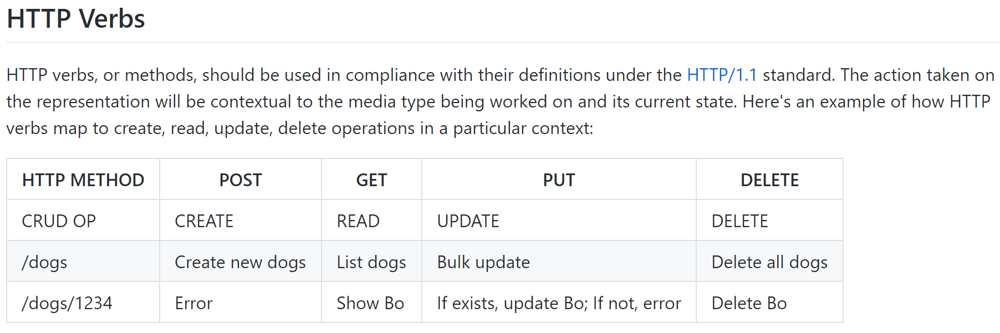 HTTP Verbs
HTTP verbs, or methods, should be used in compliance with their definitions under the HTTP/1.1 standard. The action taken on
the representation will be contextual to the media type being worked on and its current state. Here's an example of how HTTP
verbs map to create, read, update, delete operations in a particular context:
HTTP METHOD POST GET PUT DELETE
CRUD OP CREATE READ UPDATE DELETE
/dogs Create new dogs List dogs Bulk update Delete all dogs
/dogs/1234 Error Show Bo If exists, update Bo; If not, error Delete Bo